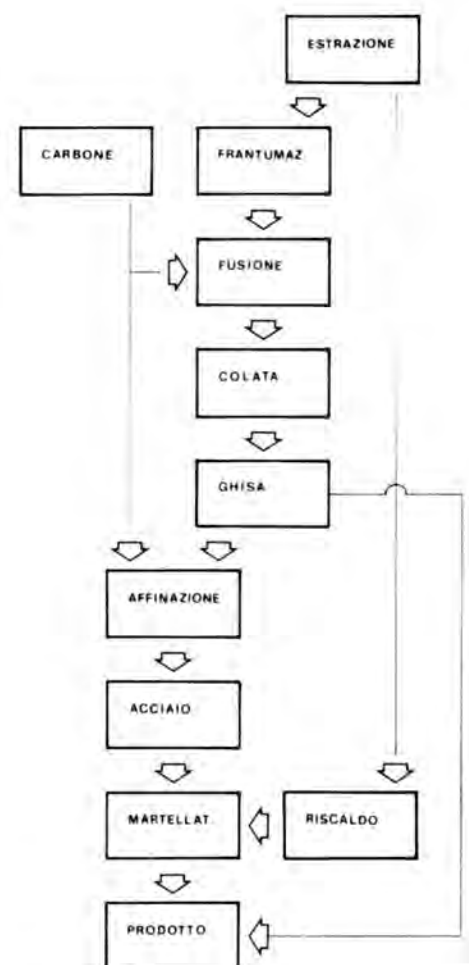 ESTRAZIONE
CARBONE
FRANTUMAZ.
FUSIONE
COLATA
GHISA
AFFINAZIONE
ACCIAIO
MARTELLAT.
RISCALDO
PRODOTTO